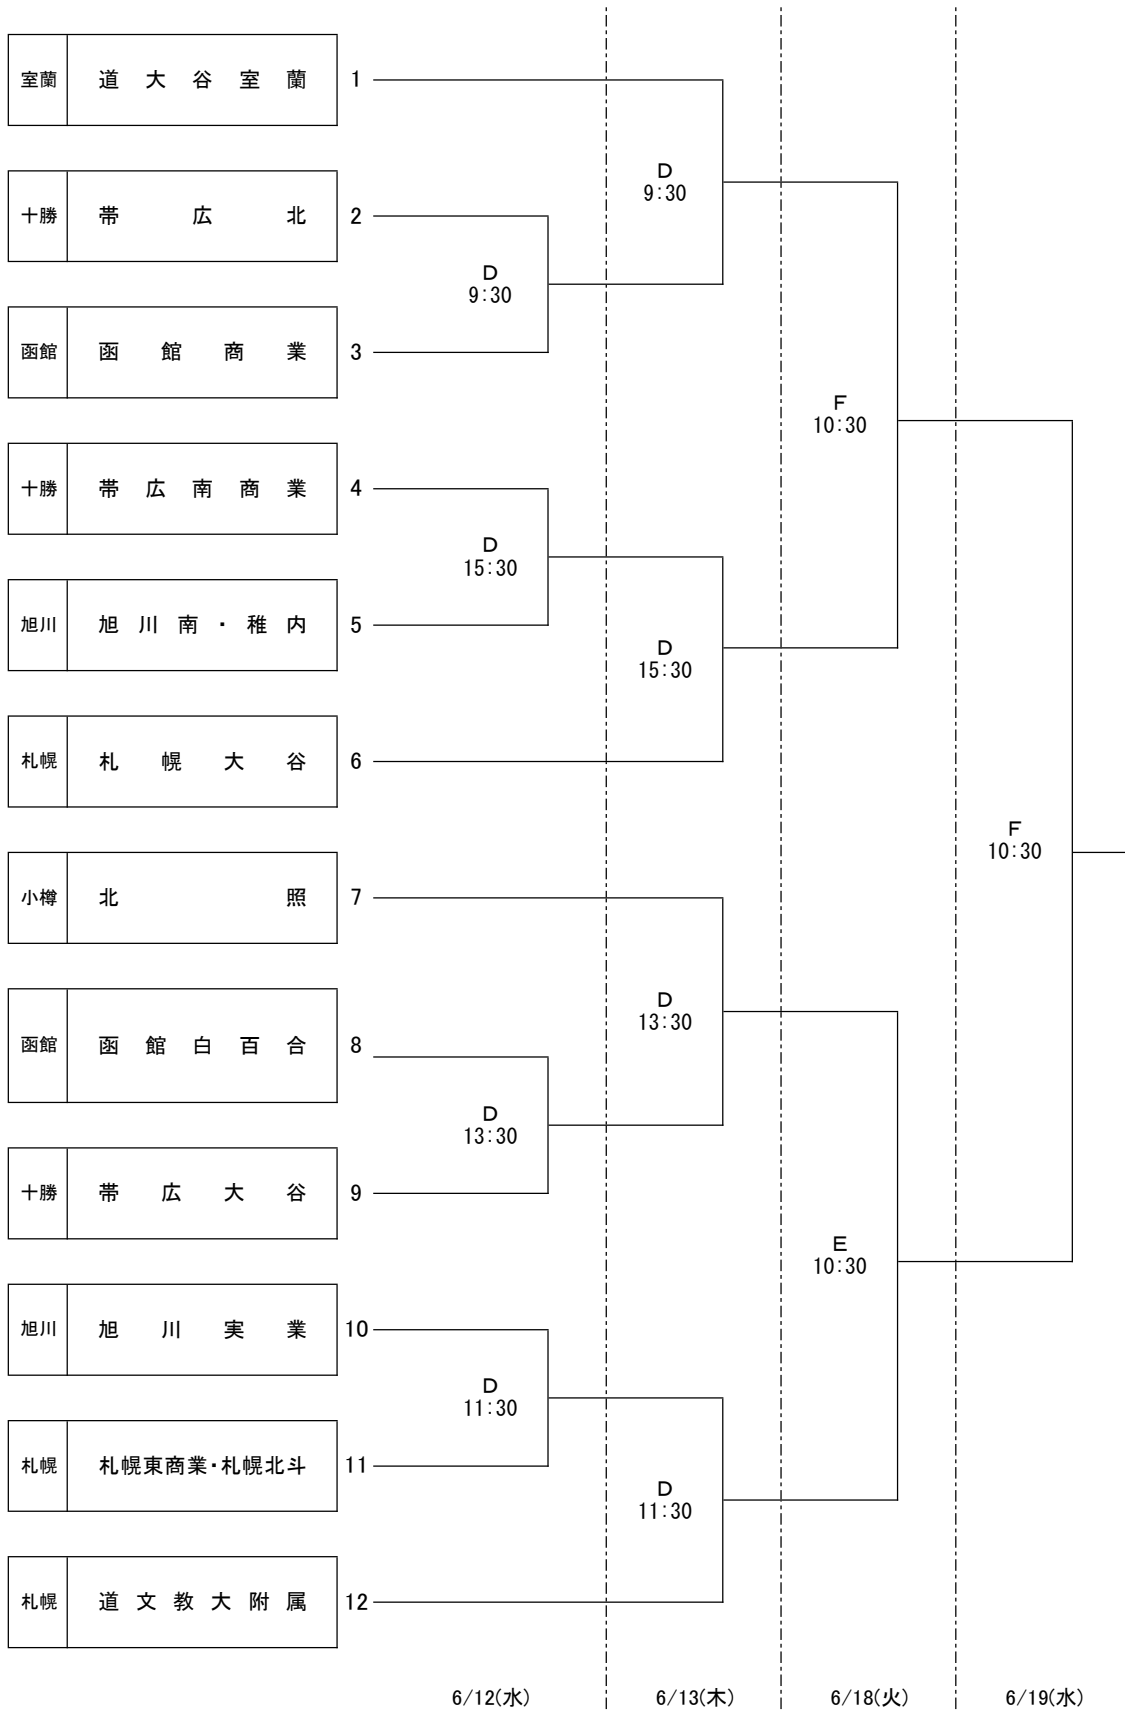 室蘭 道大谷室蘭 1
D
9:30
十勝 帯広北 2
D
9:30
函館 函館商業 3
F
10:30
十勝 帯広南商業 4
D
15:30
旭川 旭川南・稚内 5
D
15:30
札幌 札幌大谷 6
F
10:30
小樽 北照 7
D
13:30
函館 函館白百合 8
D
13:30
十勝 帯広大谷 9
E
10:30
旭川 旭川実業 10
D
11:30
札幌 札幌東商業・札幌北斗 11
D
11:30
札幌 道文教大附属 12
6/12(水) 6/13(木) 6/18(火) 6/19(水)